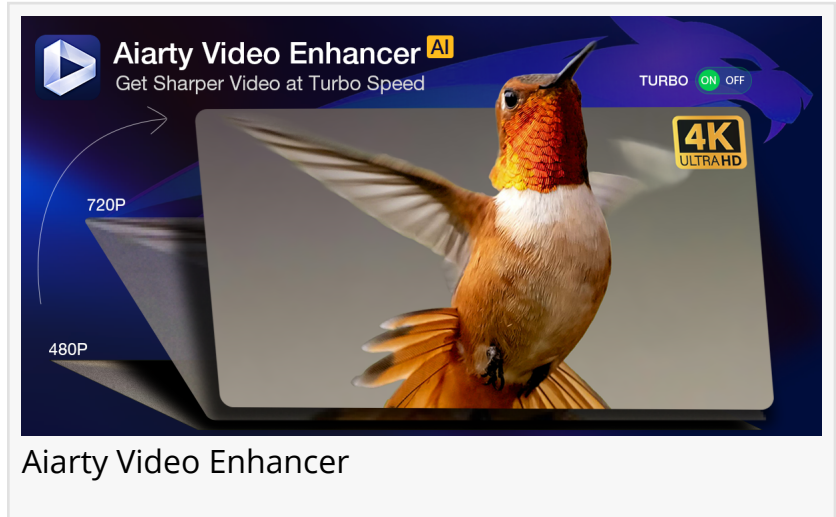 Aiarty Video Enhancer AI
Get Sharper Video at Turbo Speed
TURBO ON OFF
4K
ULTRA HD
720P
480P
Aiarty Video Enhancer